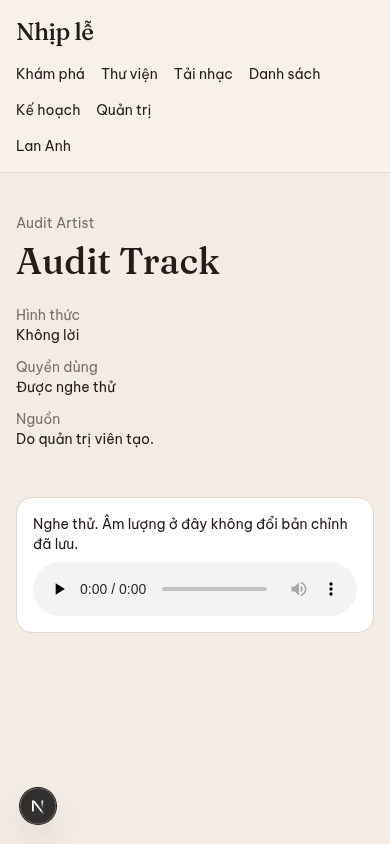 Nhịp lễ
Khám phá Thư viện Tải nhạc Danh sách
Kế hoạch Quản trị
Lan Anh
Audit Artist
Audit Track
Hình thức
Không lời
Quyền dùng
Được nghe thử
Nguồn
Do quản trị viên tạo.
Nghe thử. Âm lượng ở đây không đổi bản chỉnh
đã lưu.
0:00 / 0:00
N